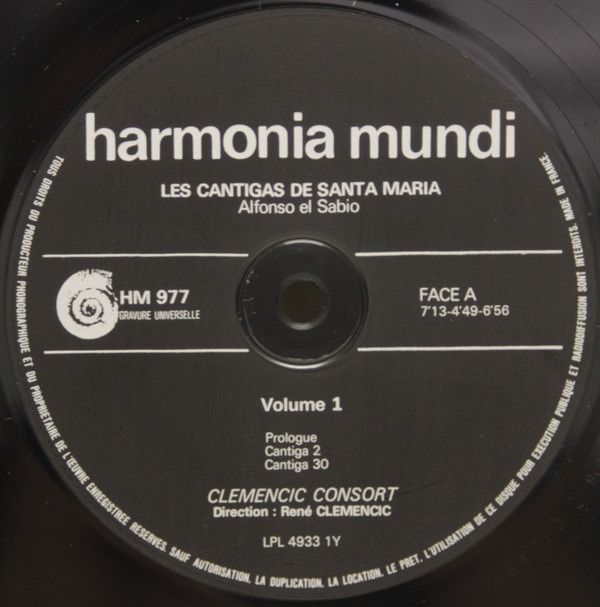 harmonia mundi
LES CANTIGAS DE SANTA MARIA
Alfonso el Sabio
HM 977
GRAVURE UNIVERSELLE
FACE A
7'13-4'49-6'56
Volume 1
Prologue
Cantiga 2
Cantiga 30
CLEMENCIC CONSORT
Direction : René CLEMENCIC
LPL 4933 1Y
TOUS DROITS DU PRODUCTEUR PHONOGRAPHIQUE ET DU PROPRIETAIRE DE L'ŒUVRE ENREGISTREE RESERVES. SAUF AUTORISATION, LA DUPLICATION, LA LOCATION, LE PRET, L'UTILISATION DE CE DISQUE POUR EXECUTION PUBLIQUE ET RADIODIFFUSION SONT INTERDITS. MADE IN FRANCE.